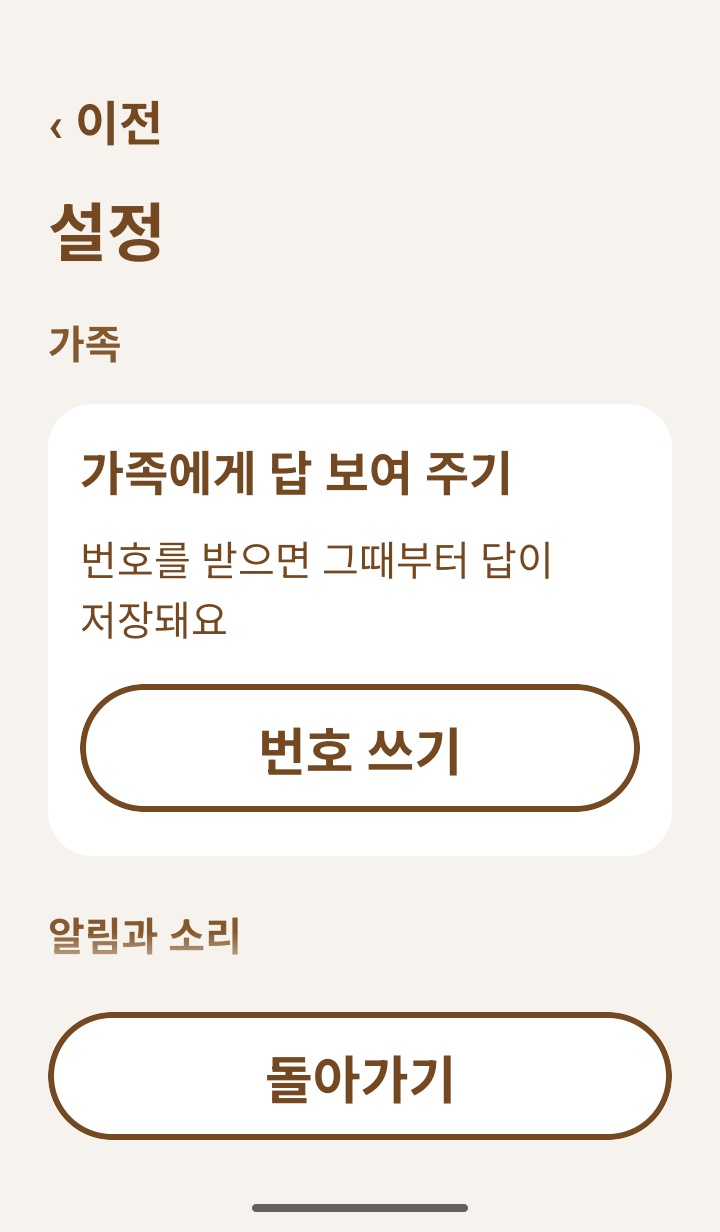 ‹ 이전
설정
가족
가족에게 답 보여 주기
번호를 받으면 그때부터 답이
저장돼요
번호 쓰기
알림과 소리
돌아가기